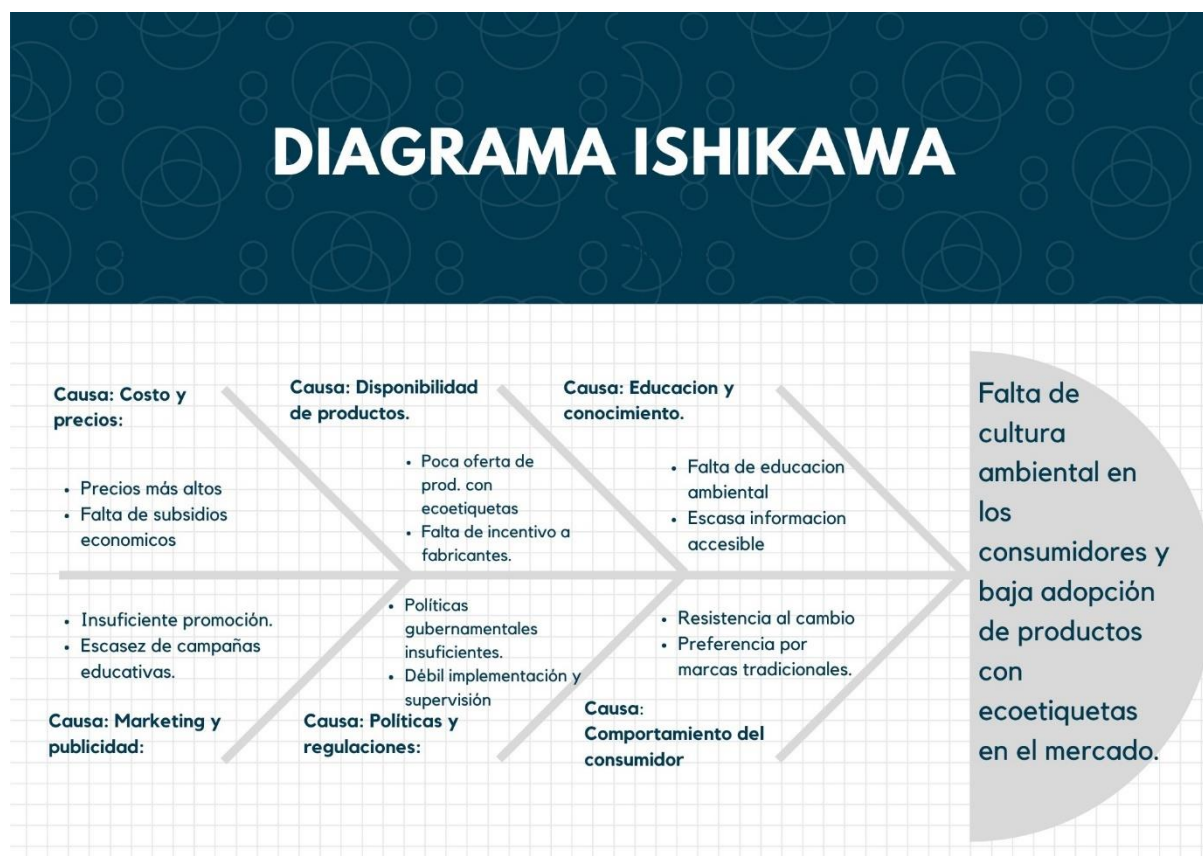 DIAGRAMA ISHIKAWA
Causa: Costo y
precios:
• Precios más altos
• Falta de subsidios
economicos
Causa: Disponibilidad
de productos.
• Poca oferta de
prod. con
ecoetiquetas
• Falta de incentivo a
fabricantes.
Causa: Educacion y
conocimiento.
• Falta de educacion
ambiental
• Escasa informacion
accesible
• Insuficiente promoción.
• Escasez de campañas
educativas.
Causa: Marketing y
publicidad:
• Políticas
gubernamentales
insuficientes.
• Débil implementación y
supervisión
Causa: Políticas y
regulaciones:
• Resistencia al cambio
• Preferencia por
marcas tradicionales.
Causa:
Comportamiento del
consumidor
Falta de
cultura
ambiental en
los
consumidores y
baja adopción
de productos
con
ecoetiquetas
en el mercado.